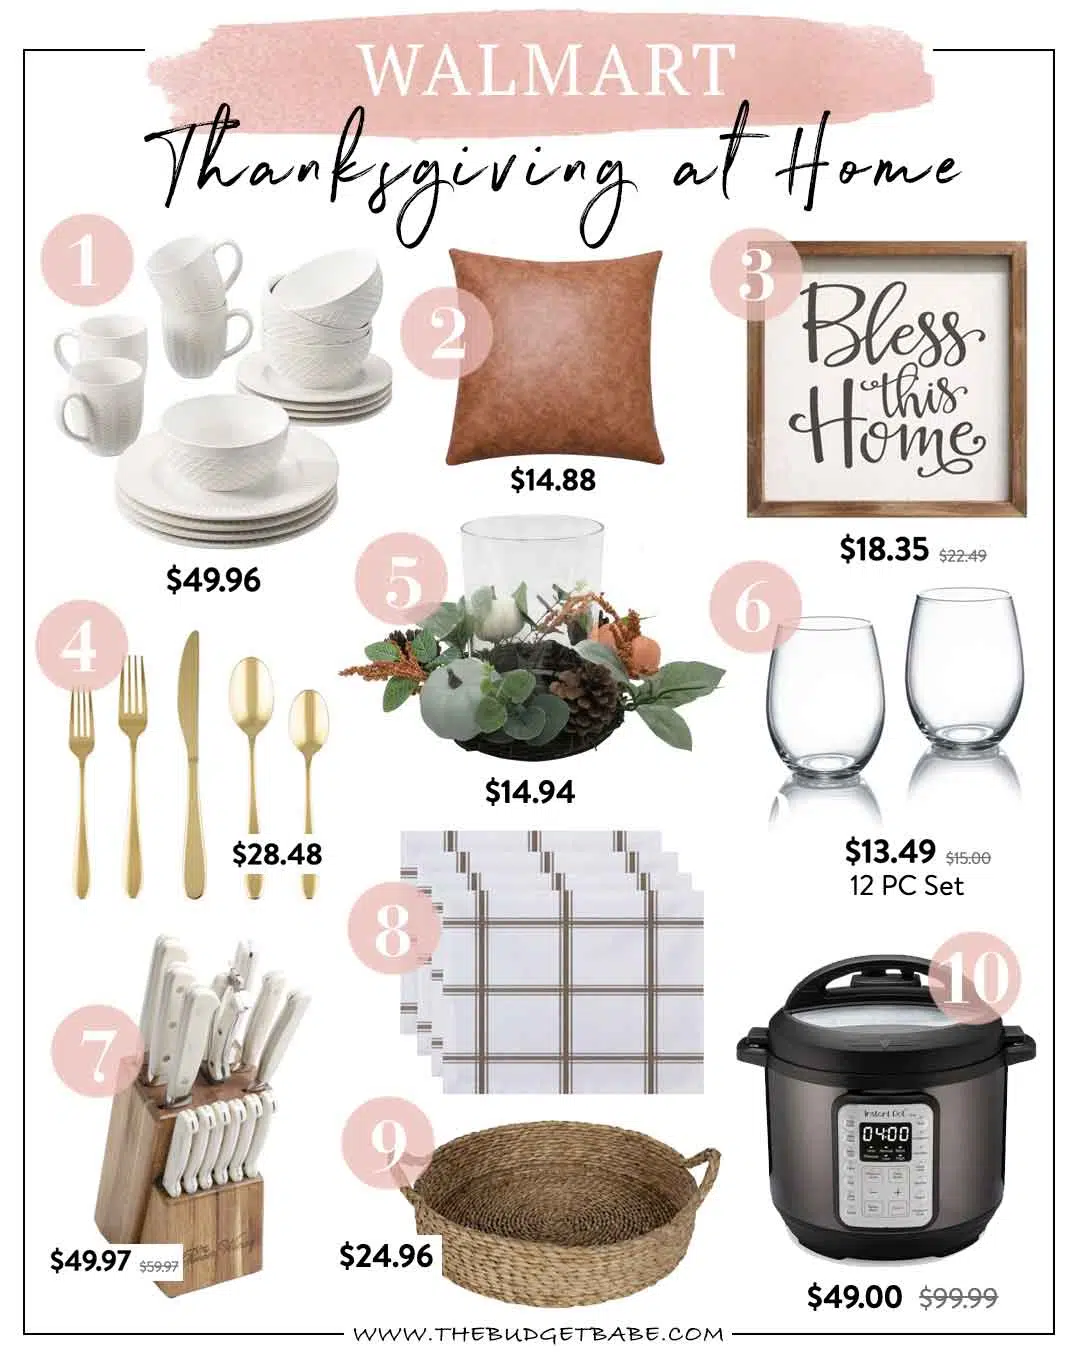 WALMART
Thanksgiving at Home
1
2
3
Bless
this
Home
$14.88
$18.35 $22.49
$49.96
4
5
6
$14.94
$28.48
$13.49 $15.00
12 PC Set
7
8
9
10
Instant Pot
04:00
$49.97 $59.97
$24.96
$49.00 $99.99
WWW.THEBUDGETBABE.COM